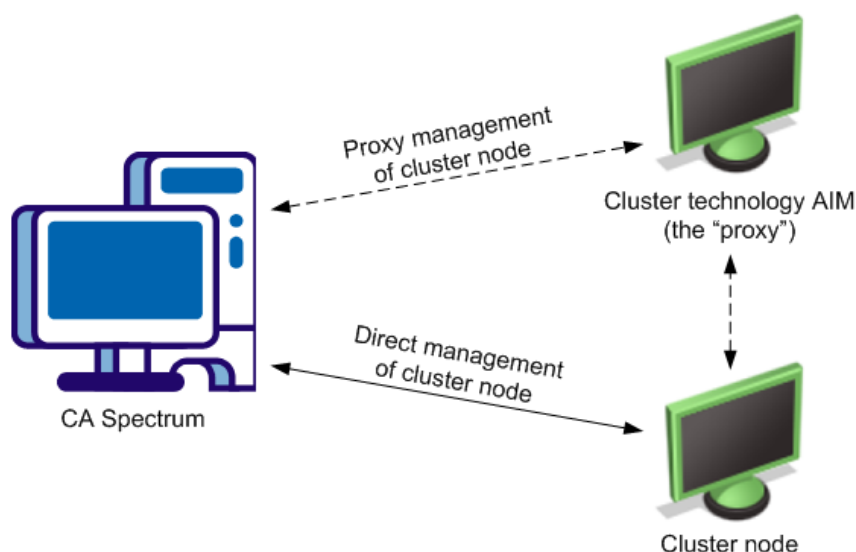 Proxy management
of cluster node
Cluster technology AIM
(the “proxy”)
Direct management
of cluster node
CA Spectrum
Cluster node